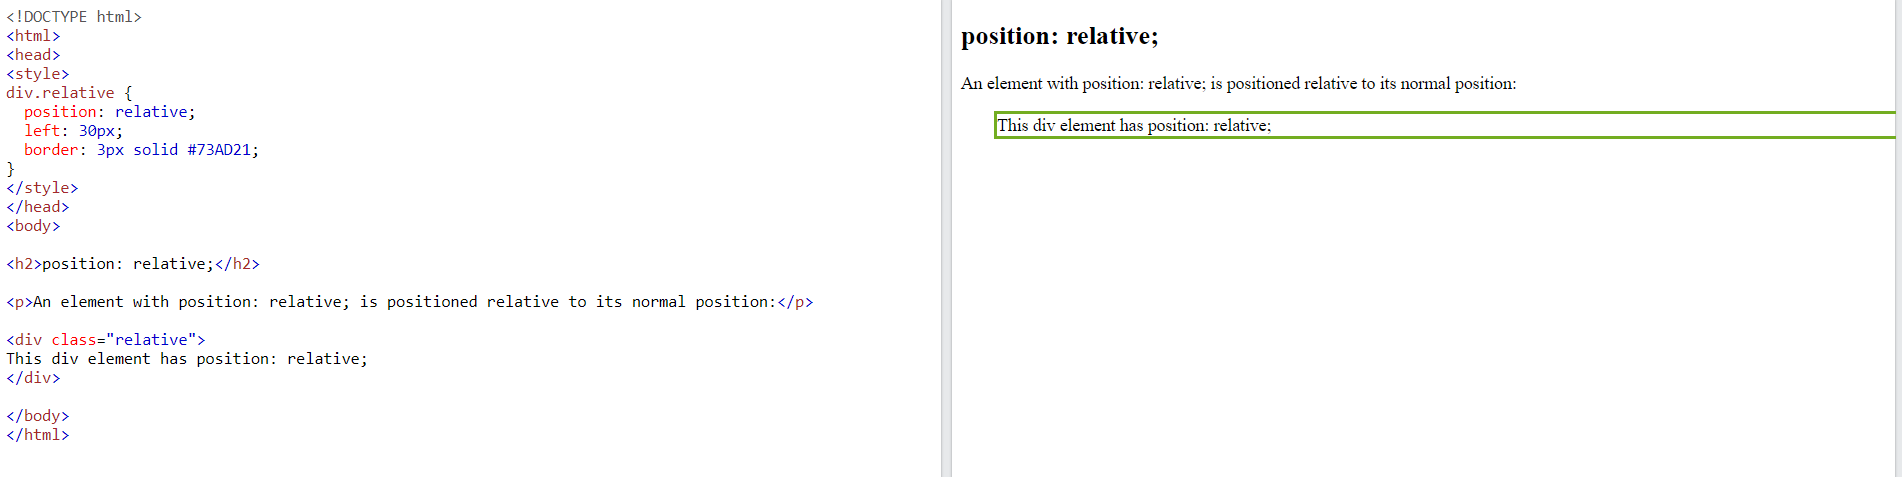 <!DOCTYPE html>
<html>
<head>
<style>
div.relative {
  position: relative;
  left: 30px;
  border: 3px solid #73AD21;
}
</style>
</head>
<body>

<h2>position: relative;</h2>

<p>An element with position: relative; is positioned relative to its normal position:</p>

<div class="relative">
This div element has position: relative;
</div>

</body>
</html>

position: relative;
An element with position: relative; is positioned relative to its normal position:
This div element has position: relative;